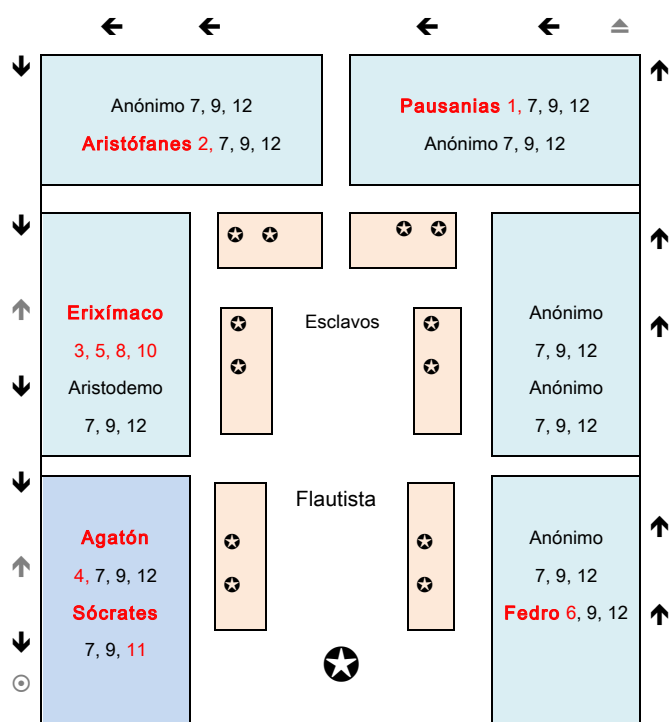 Anónimo 7, 9, 12
Aristófanes 2, 7, 9, 12
Pausanias 1, 7, 9, 12
Anónimo 7, 9, 12
Erixímaco
3, 5, 8, 10
Aristodemo
7, 9, 12
Esclavos
Anónimo
7, 9, 12
Anónimo
7, 9, 12
Agatón
4, 7, 9, 12
Sócrates
7, 9, 11
Flautista
Anónimo
7, 9, 12
Fedro 6, 9, 12